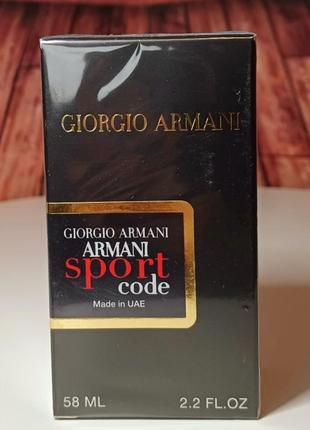 GIORGIO ARMANI
GIORGIO ARMANI
ARMANI
sport
code
Made in UAE
58 ML 2.2 FL.OZ